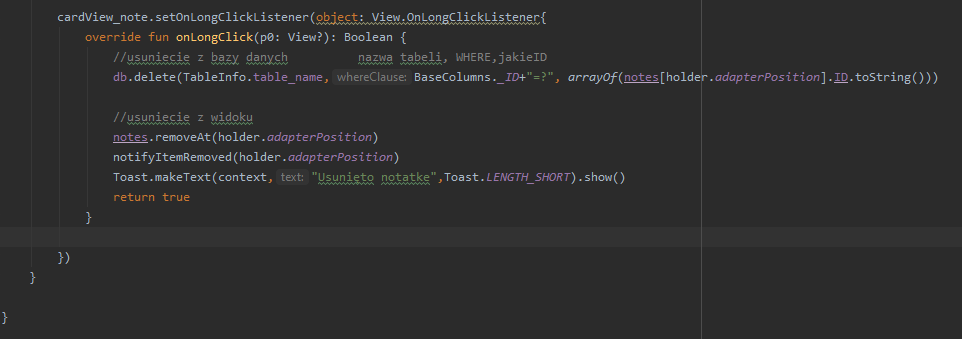 cardView_note.setOnLongClickListener(object: View.OnLongClickListener{
override fun onLongClick(p0: View?): Boolean {
//usuniecie z bazy danych          nazwa tabeli, WHERE,jakieID
db.delete(TableInfo.table_name, whereClause: BaseColumns._ID+"=?", arrayOf(notes[holder.adapterPosition].ID.toString()))
//usuniecie z widoku
notes.removeAt(holder.adapterPosition)
notifyItemRemoved(holder.adapterPosition)
Toast.makeText(context, text: "Usunięto notatke",Toast.LENGTH_SHORT).show()
return true
}
})
}
}